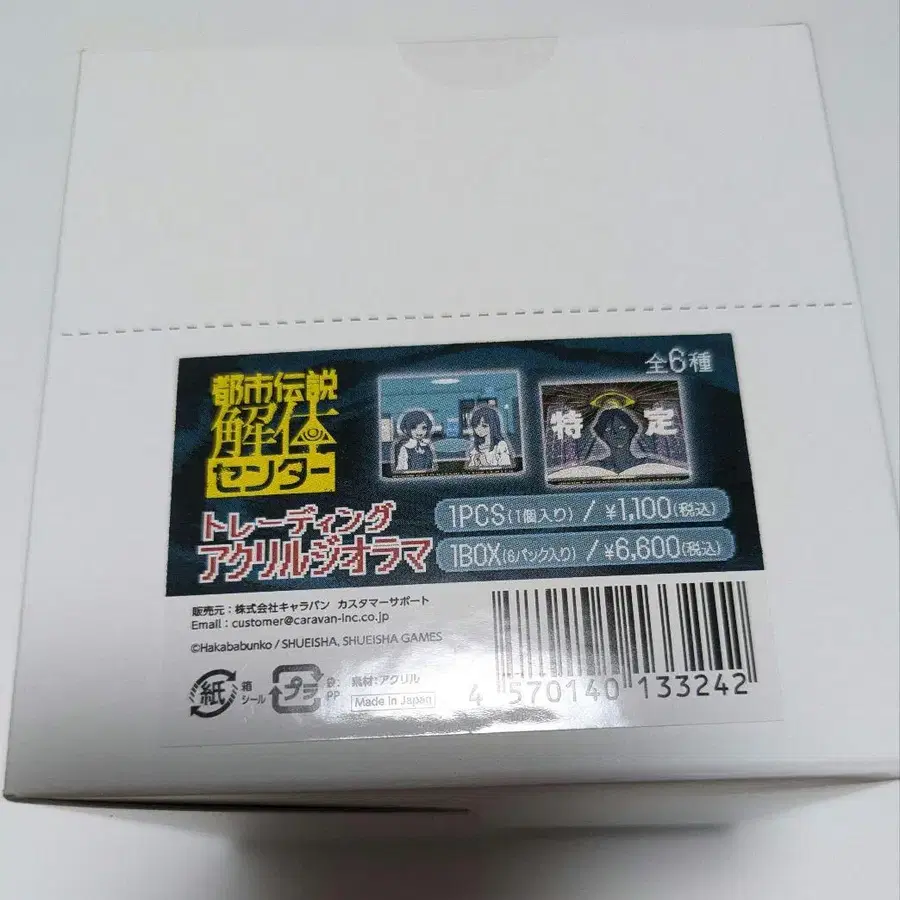 都市伝説
解体
センター
全6種
特定
トレーディング
アクリルジオラマ
1PCS(1個入り) / ¥1,100(税込)
1BOX(6パック入り) / ¥6,600(税込)
販売元：株式会社キャラバン カスタマーサポート
Email：customer@caravan-inc.co.jp
©Hakababunko / SHUEISHA, SHUEISHA GAMES
紙
箱
シール
プラ
袋:
PP
素材:アクリル
Made in Japan
4 570140 133242